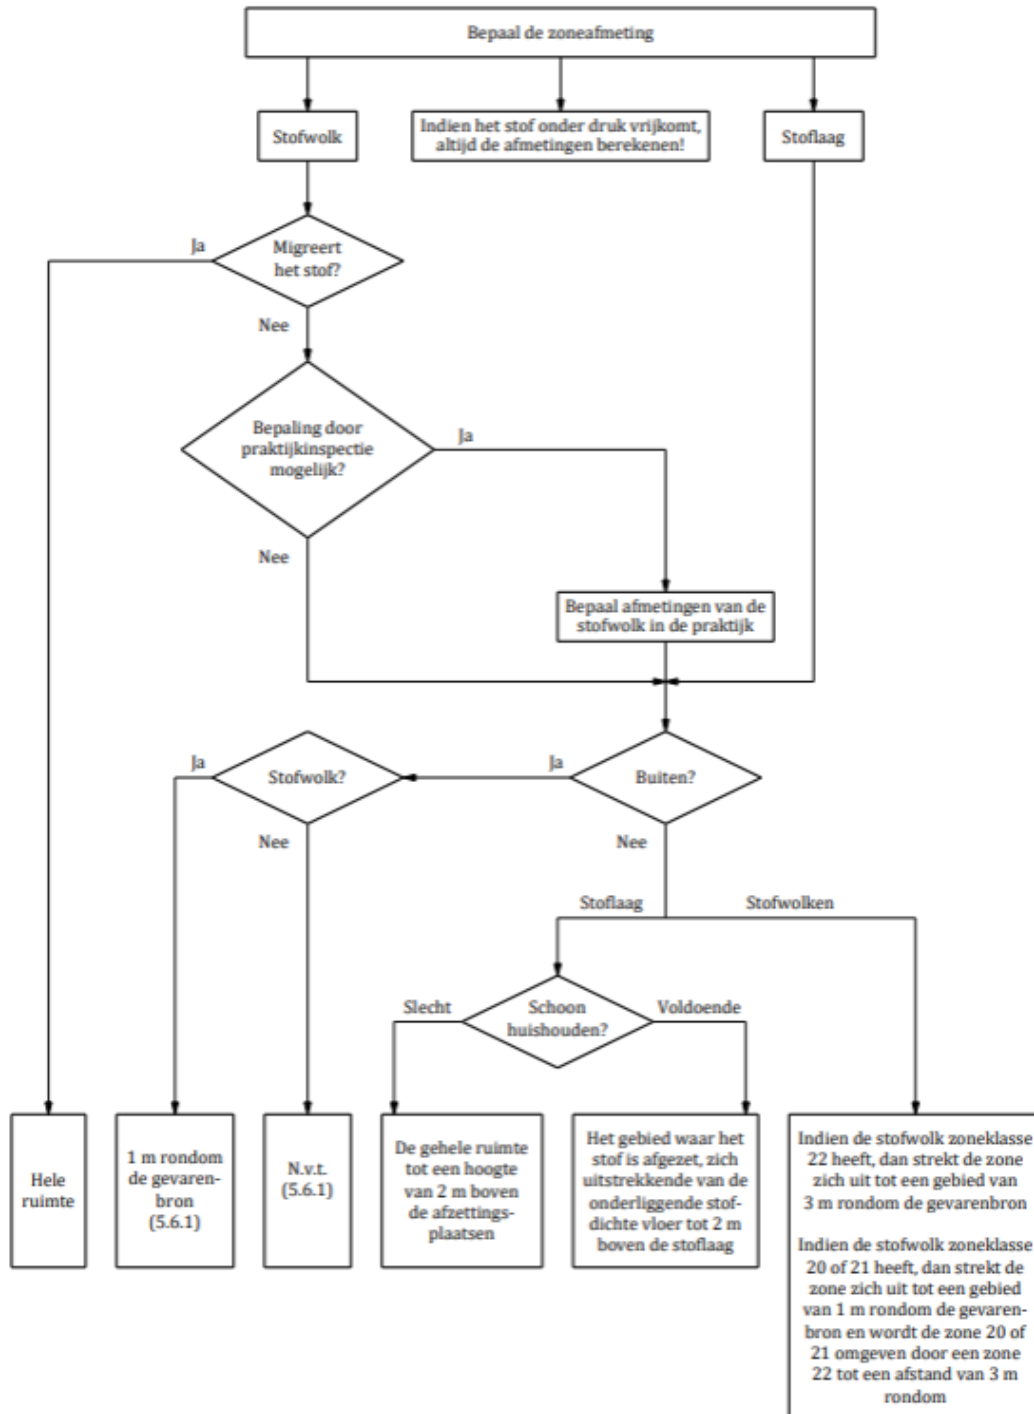 Bepaal de zoneafmeting
Stofwolk
Indien het stof onder druk vrijkomt,
altijd de afmetingen berekenen!
Stoflaag
Ja
Migreert
het stof?
Nee
Bepaling door
praktijkinspectie
mogelijk?
Ja
Nee
Bepaal afmetingen van de
stofwolk in de praktijk
Ja
Stofwolk?
Ja
Buiten?
Nee
Nee
Stoflaag
Stofwolken
Slecht
Schoon
huishouden?
Voldoende
Hele
ruimte
1 m rondom
de gevaren-
bron
(5.6.1)
N.v.t.
(5.6.1)
De gehele ruimte
tot een hoogte
van 2 m boven
de afzettings-
plaatsen
Het gebied waar het
stof is afgezet, zich
uitstrekkende van de
onderliggende stof-
dichte vloer tot 2 m
boven de stoflaag
Indien de stofwolk zoneklasse
22 heeft, dan strekt de zone
zich uit tot een gebied van
3 m rondom de gevarenbron
Indien de stofwolk zoneklasse
20 of 21 heeft, dan strekt de
zone zich uit tot een gebied
van 1 m rondom de gevaren-
bron en wordt de zone 20 of
21 omgeven door een zone
22 tot een afstand van 3 m
rondom